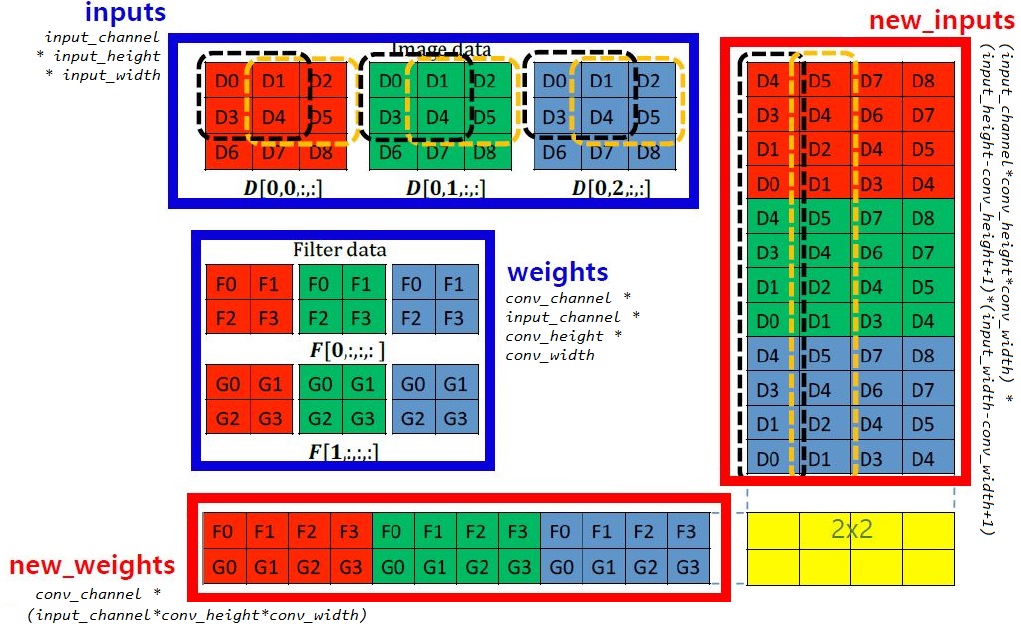 inputs
input_channel
* input_height
* input_width
Image data
D0 D1 D2 D0 D1 D2 D0 D1 D2
D3 D4 D5 D3 D4 D5 D3 D4 D5
D6 D7 D8 D6 D7 D8 D6 D7 D8
D[0,0,:,:] D[0,1,:,:] D[0,2,:,:]
Filter data
F0 F1 F0 F1 F0 F1
F2 F3 F2 F3 F2 F3
F[0,:,:,: ]
G0 G1 G0 G1 G0 G1
G2 G3 G2 G3 G2 G3
F[1,:,:,:]
weights
conv_channel *
input_channel *
conv_height *
conv_width
new_inputs
(input_channel*conv_height*conv_width) *
(input_height-conv_height+1)*(input_width-conv_width+1)
D4 D5 D7 D8
D3 D4 D6 D7
D1 D2 D4 D5
D0 D1 D3 D4
D4 D5 D7 D8
D3 D4 D6 D7
D1 D2 D4 D5
D0 D1 D3 D4
D4 D5 D7 D8
D3 D4 D6 D7
D1 D2 D4 D5
D0 D1 D3 D4
new_weights
conv_channel *
(input_channel*conv_height*conv_width)
F0 F1 F2 F3 F0 F1 F2 F3 F0 F1 F2 F3
G0 G1 G2 G3 G0 G1 G2 G3 G0 G1 G2 G3
2x2